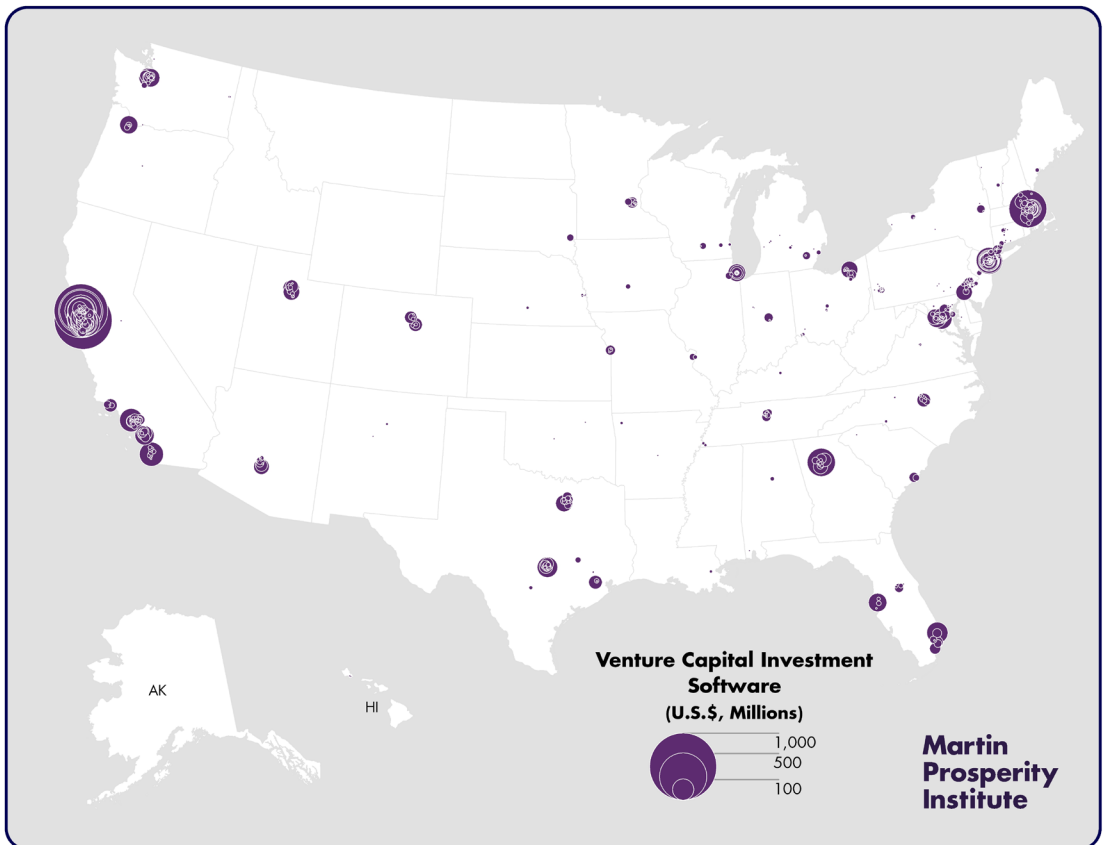 AK
HI
Venture Capital Investment
Software
(U.S.$, Millions)
1,000
500
100
Martin
Prosperity
Institute